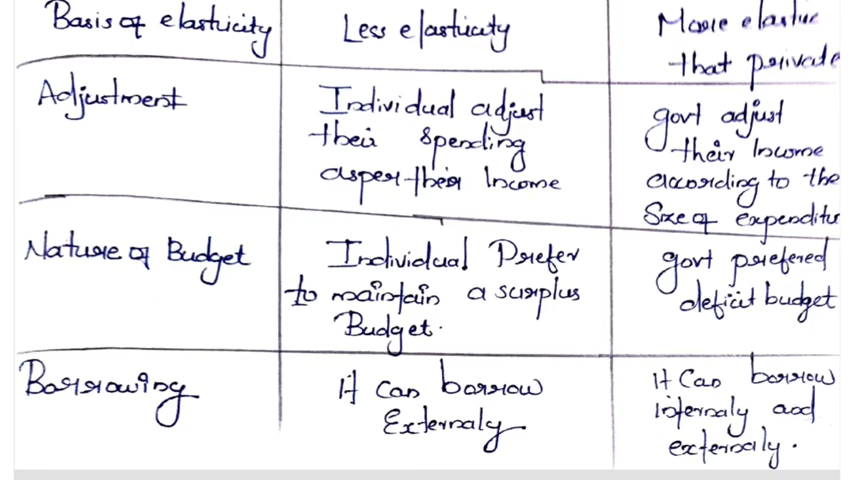 Basis of elasticity
Less elasticity
More elastic
that private
Adjustment
Individual adjust
their spending
as per their Income
govt adjust
their Income
according to the
Size of expenditu
Nature of Budget
Individual Prefer
to maintain a surplus
Budget.
govt prefered
deficit budget
Borrowing
it can borrow
Externaly
it Can borrow
internaly and
externaly.